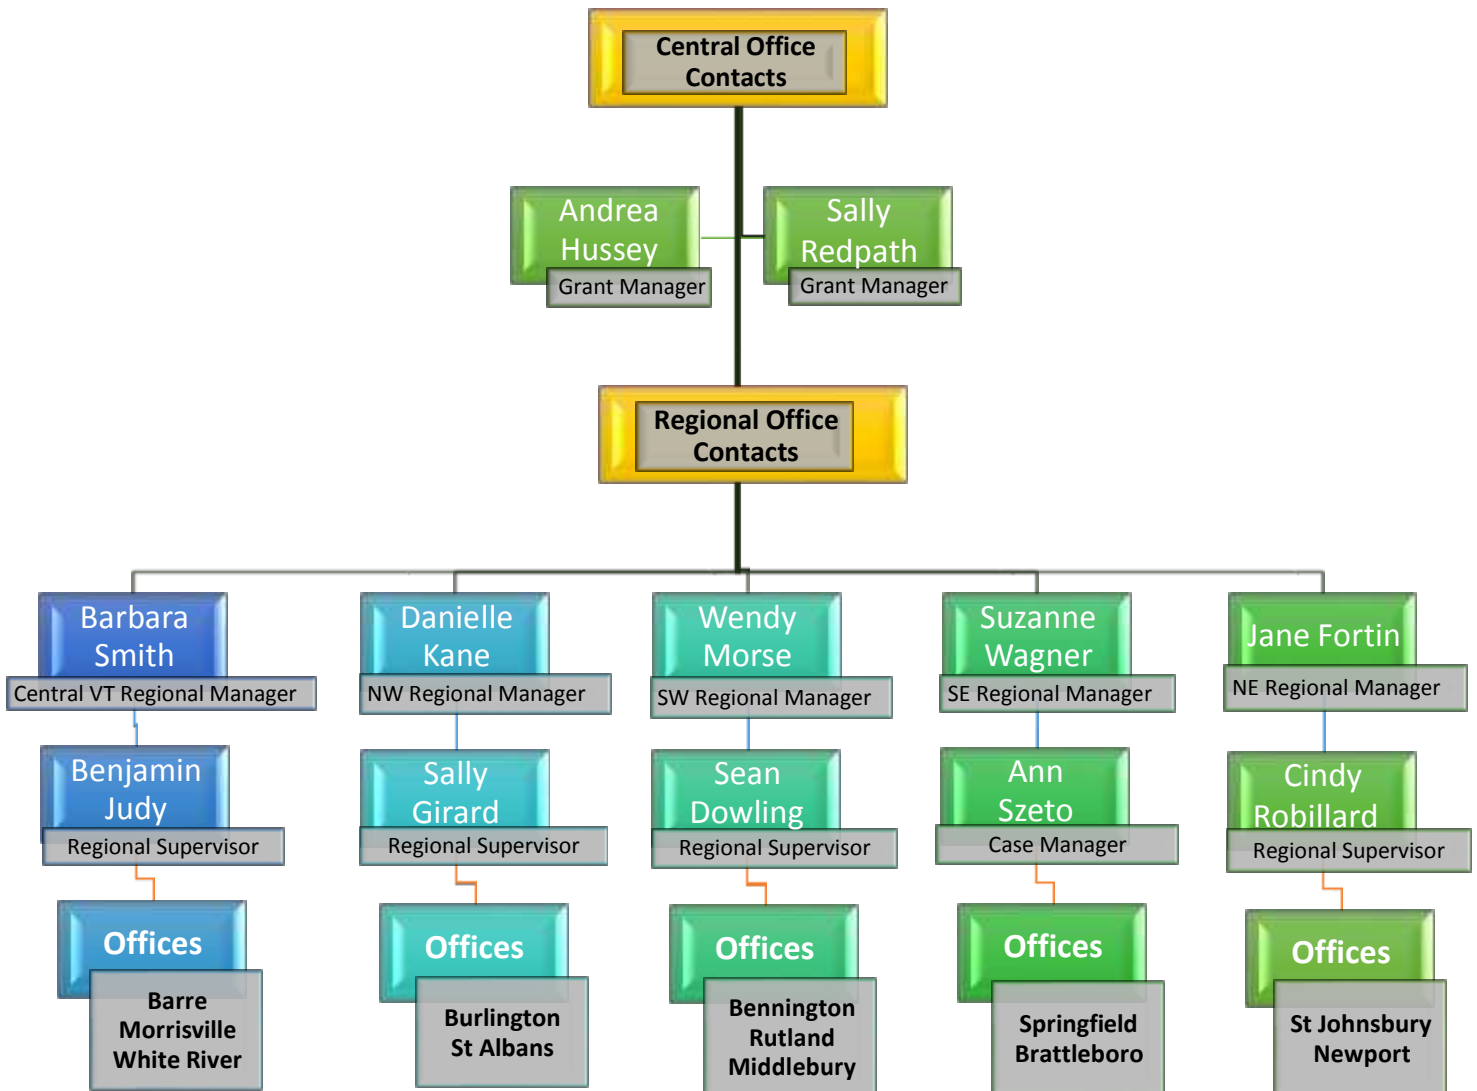 Central Office
Contacts
Andrea
Hussey
Grant Manager
Sally
Redpath
Grant Manager
Regional Office
Contacts
Barbara
Smith
Central VT Regional Manager
Danielle
Kane
NW Regional Manager
Wendy
Morse
SW Regional Manager
Suzanne
Wagner
SE Regional Manager
Jane Fortin
NE Regional Manager
Benjamin
Judy
Regional Supervisor
Sally
Girard
Regional Supervisor
Sean
Dowling
Regional Supervisor
Ann
Szeto
Case Manager
Cindy
Robillard
Regional Supervisor
Offices
Barre
Morrisville
White River
Offices
Burlington
St Albans
Offices
Bennington
Rutland
Middlebury
Offices
Springfield
Brattleboro
Offices
St Johnsbury
Newport